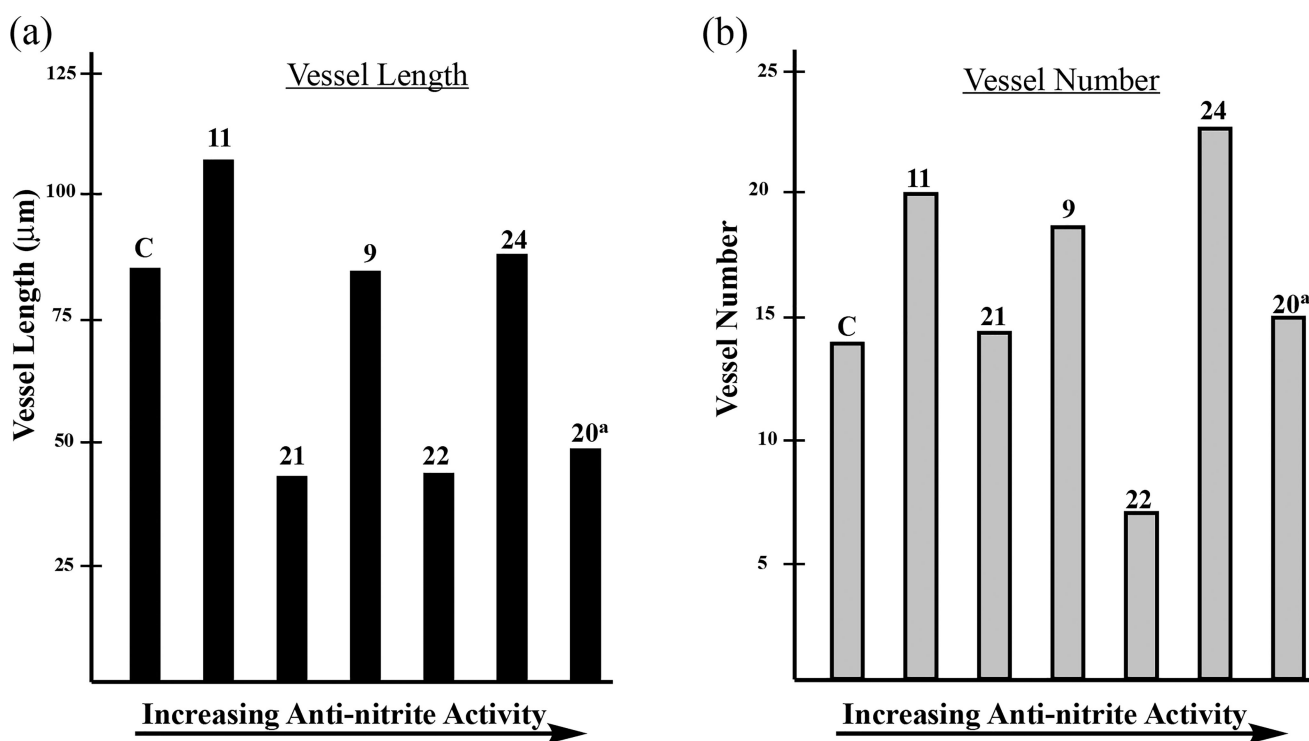 (a)
Vessel Length
Vessel Length (μm)
125
100
75
50
25
C
11
21
9
22
24
20ᵃ
Increasing Anti-nitrite Activity
(b)
Vessel Number
Vessel Number
25
20
15
10
5
C
11
21
9
22
24
20ᵃ
Increasing Anti-nitrite Activity